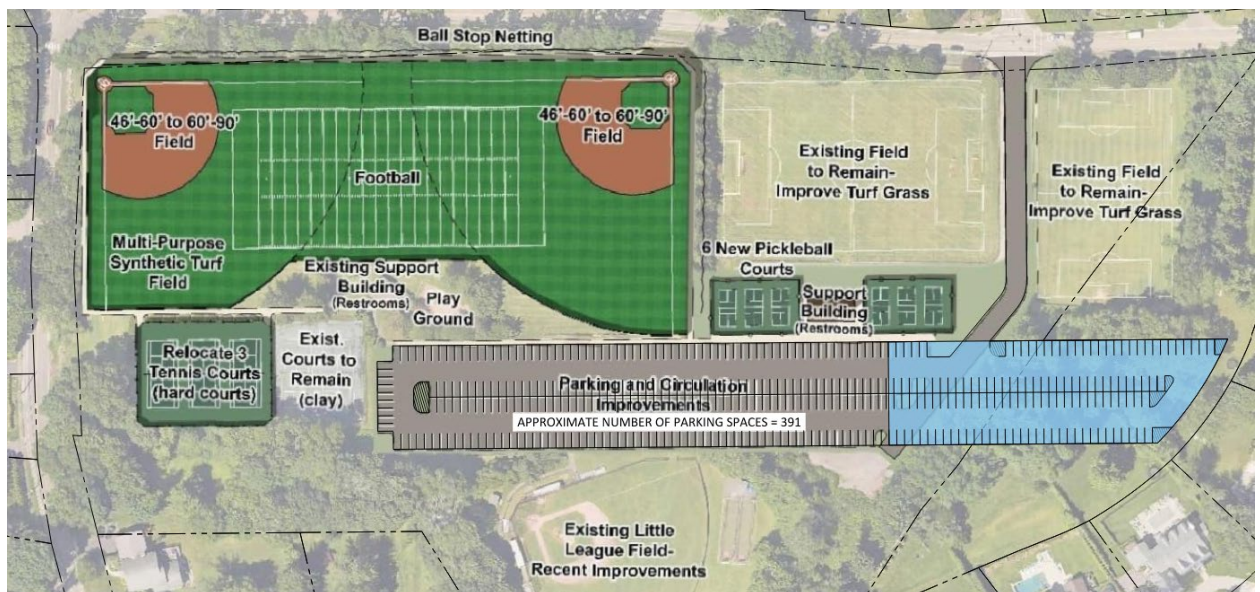 Ball Stop Netting
46'-60' to 60'-90'
Field
46'-60' to 60'-90'
Field
Football
Existing Field
to Remain-
Improve Turf Grass
Existing Field
to Remain-
Improve Turf Grass
Multi-Purpose
Synthetic Turf
Field
Existing Support
Building
(Restrooms)
Play
Ground
6 New Pickleball
Courts
Support
Building
(Restrooms)
Relocate 3
Tennis Courts
(hard courts)
Exist.
Courts to
Remain
(clay)
Parking and Circulation
Improvements
APPROXIMATE NUMBER OF PARKING SPACES = 391
Existing Little
League Field-
Recent Improvements